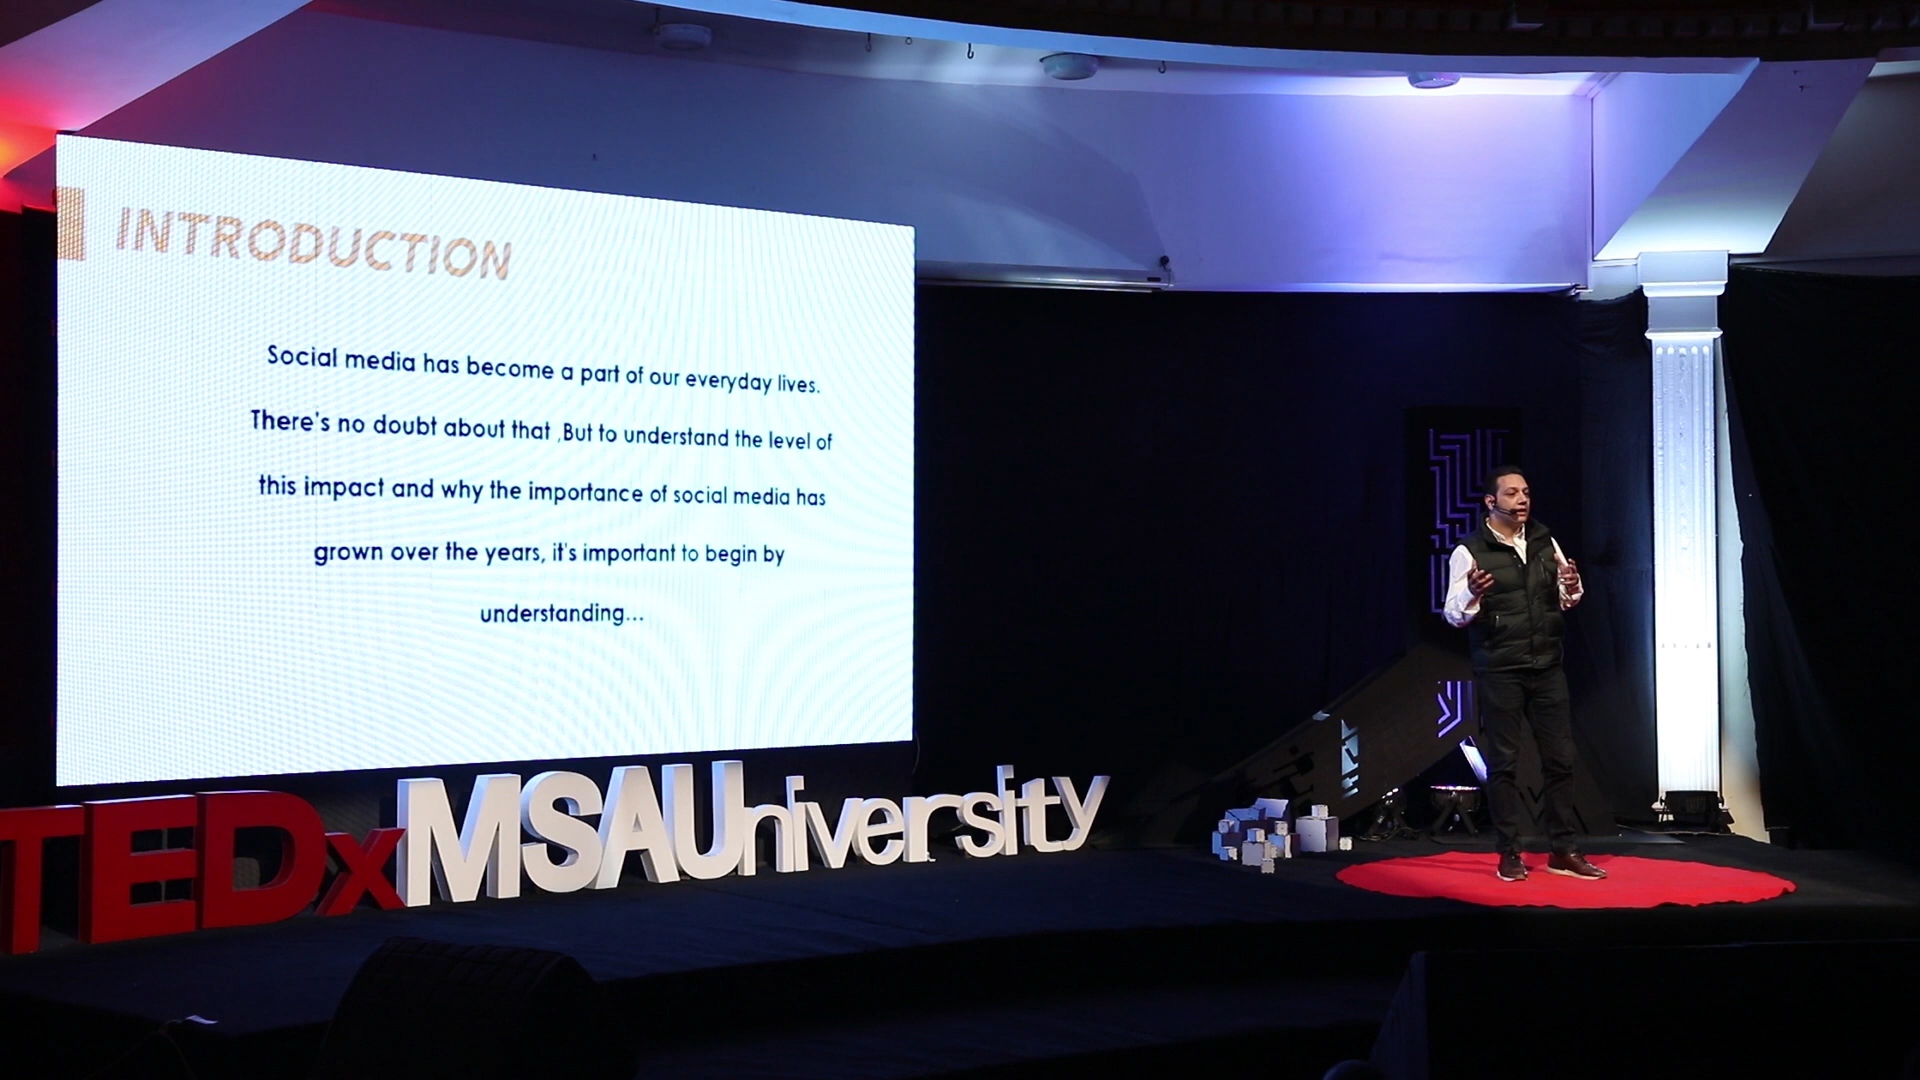 INTRODUCTION
Social media has become a part of our everyday lives.
There's no doubt about that ,But to understand the level of
this impact and why the importance of social media has
grown over the years, it's important to begin by
understanding...
TEDxMSAUniversity